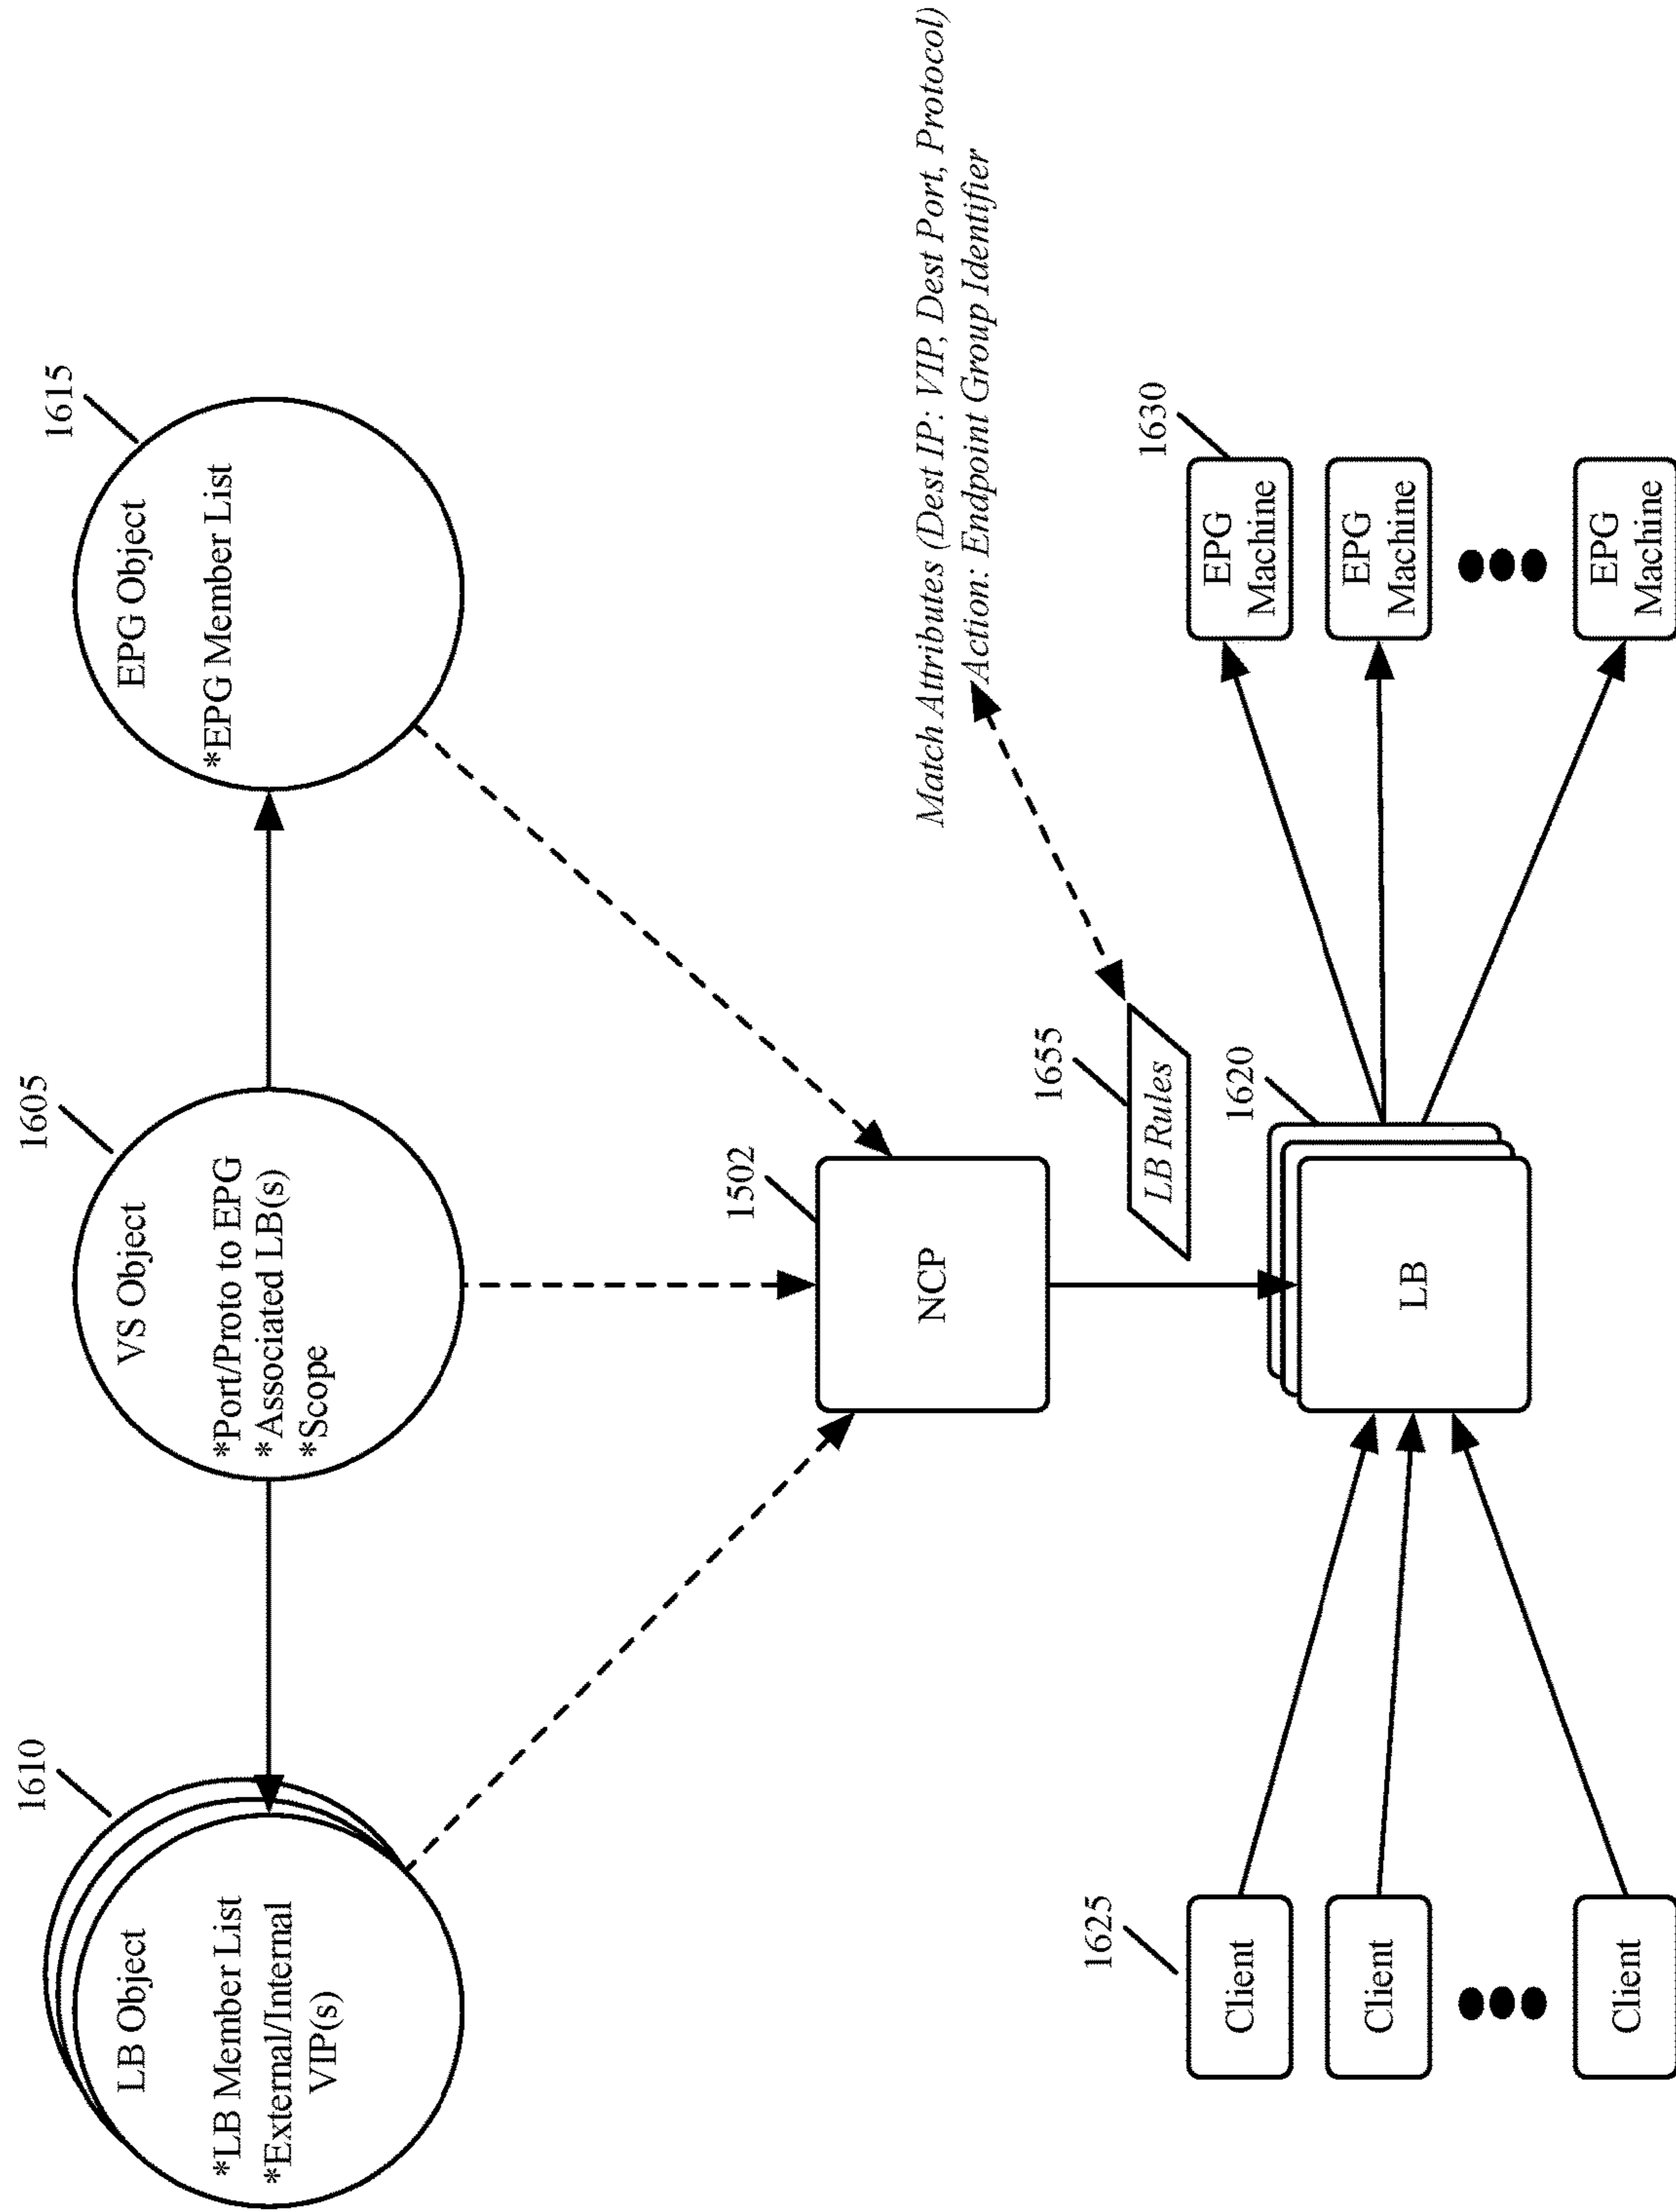 1610
LB Object
*LB Member List
*External/Internal
VIP(s)
1605
VS Object
*Port/Proto to EPG
*Associated LB(s)
*Scope
1615
EPG Object
*EPG Member List
1502
NCP
Match Attributes (Dest IP: VIP, Dest Port, Protocol)
Action: Endpoint Group Identifier
1655
LB Rules
1620
LB
1625
Client
Client
Client
1630
EPG
Machine
EPG
Machine
EPG
Machine